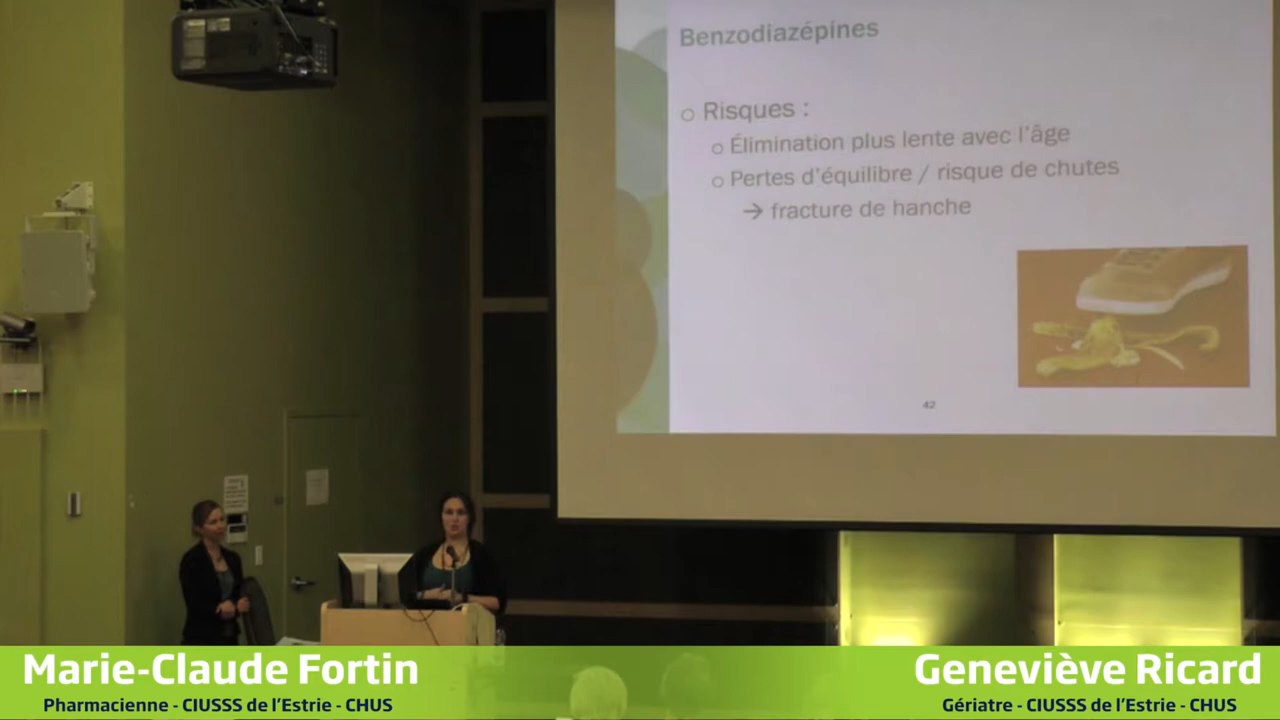 Benzodiazépines
o Risques :
o Élimination plus lente avec l'âge
o Pertes d'équilibre / risque de chutes
→ fracture de hanche
42
Marie-Claude Fortin
Pharmacienne - CIUSSS de l'Estrie - CHUS
Geneviève Ricard
Gériatre - CIUSSS de l'Estrie - CHUS